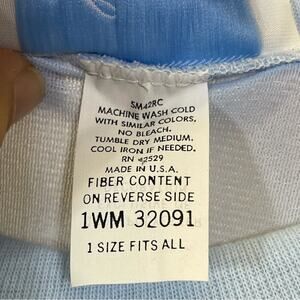 SM42RC
MACHINE WASH COLD
WITH SIMILAR COLORS,
NO BLEACH.
TUMBLE DRY MEDIUM.
COOL IRON IF NEEDED.
RN 42529
MADE IN U.S.A.
FIBER CONTENT
ON REVERSE SIDE
1WM 32091
1 SIZE FITS ALL